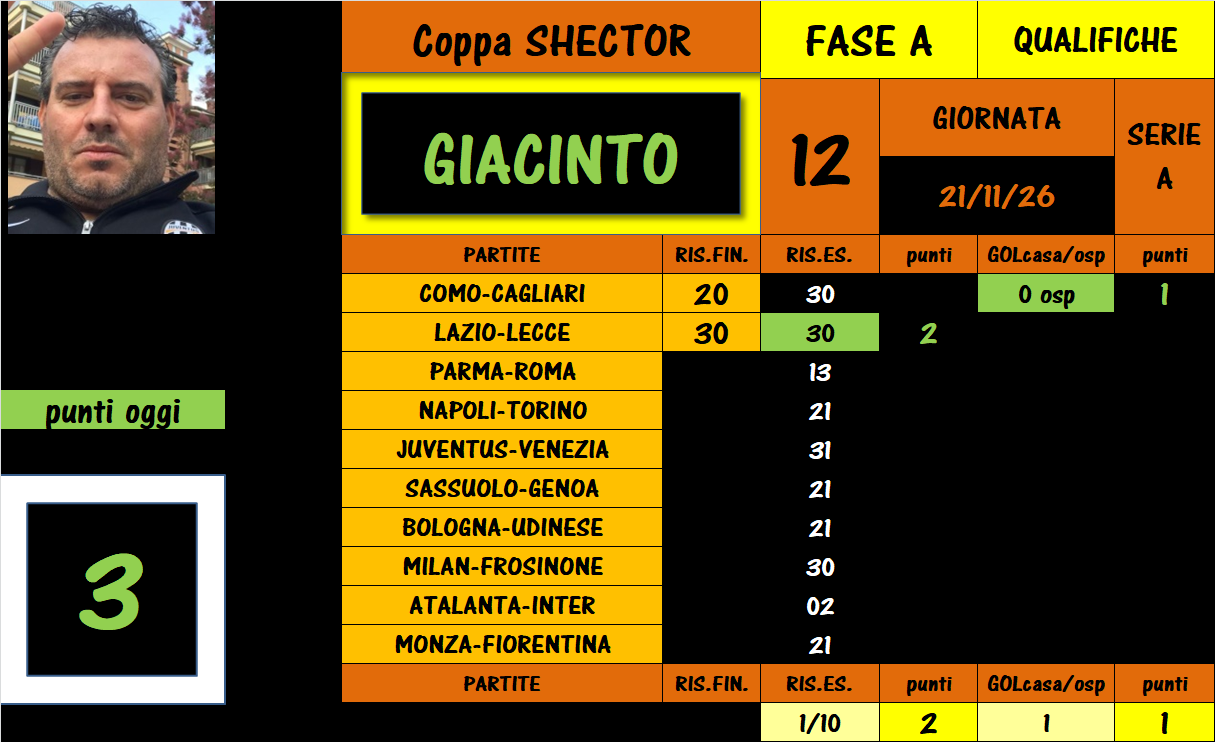 Coppa SHECTOR FASE A QUALIFICHE
GIACINTO 12 GIORNATA SERIE A
21/11/26
PARTITE RIS.FIN. RIS.ES. punti GOLcasa/osp punti
COMO-CAGLIARI 20 30 0 osp 1
LAZIO-LECCE 30 30 2
PARMA-ROMA 13
NAPOLI-TORINO 21
JUVENTUS-VENEZIA 31
SASSUOLO-GENOA 21
BOLOGNA-UDINESE 21
MILAN-FROSINONE 30
ATALANTA-INTER 02
MONZA-FIORENTINA 21
PARTITE RIS.FIN. RIS.ES. punti GOLcasa/osp punti
1/10 2 1 1
punti oggi
3